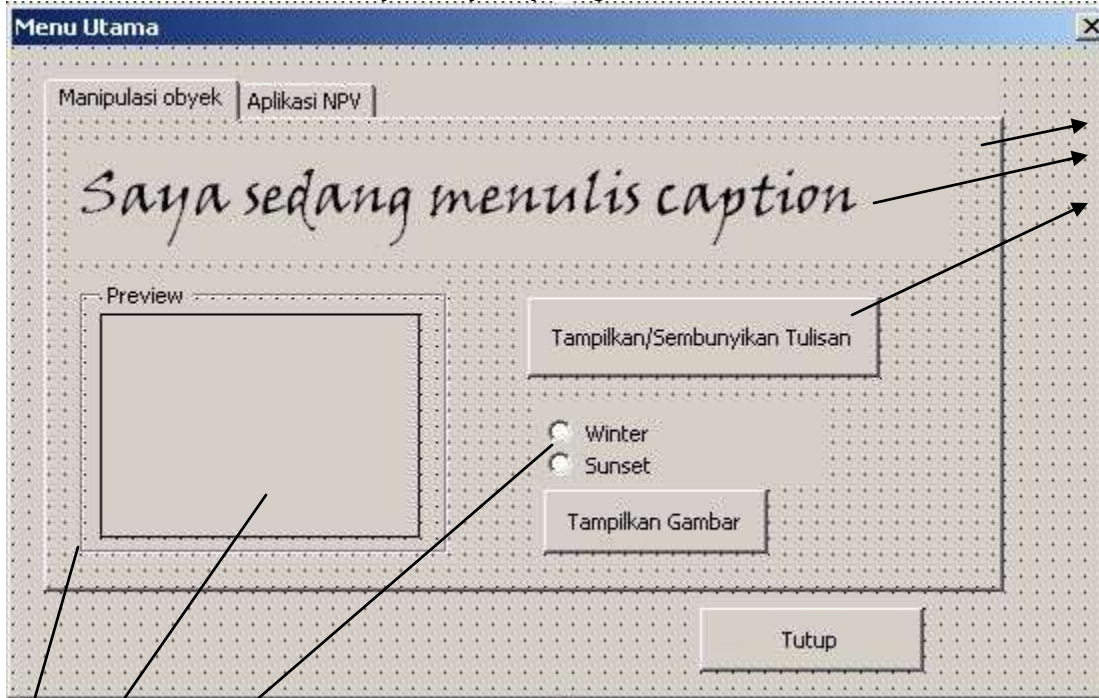 Menu Utama
Manipulasi obyek
Aplikasi NPV
Saya sedang menulis caption
Preview
Tampilkan/Sembunyikan Tulisan
Winter
Sunset
Tampilkan Gambar
Tutup